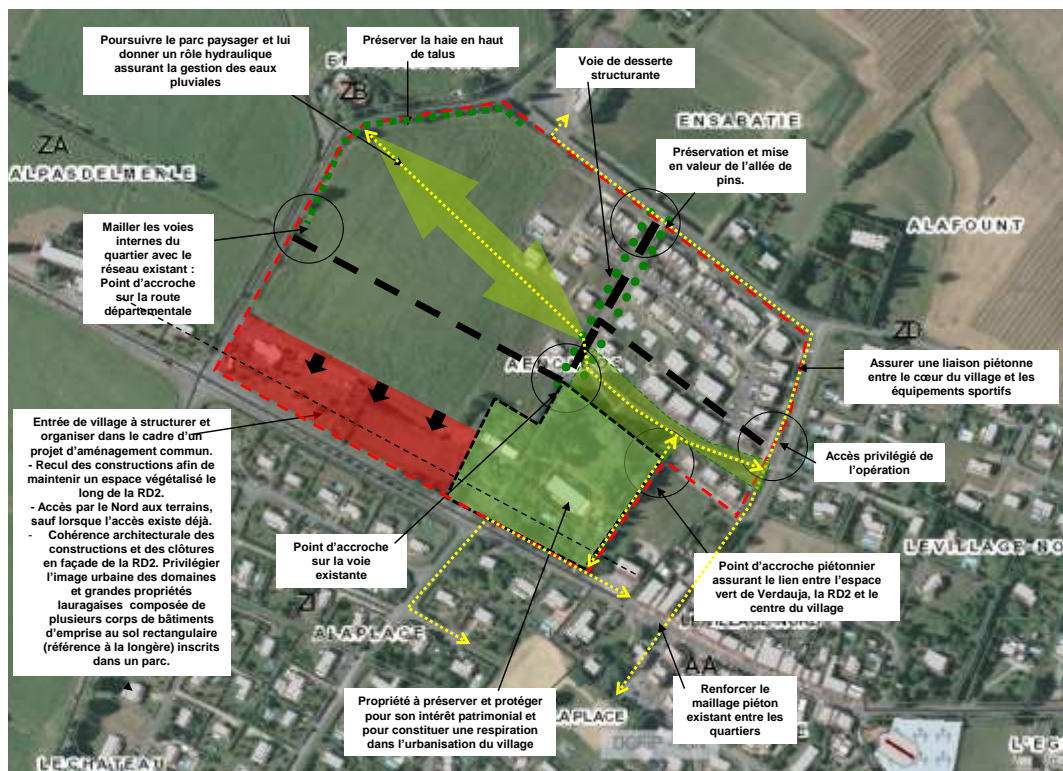 Poursuivre le parc paysager et lui
donner un rôle hydraulique
assurant la gestion des eaux
pluviales
Préserver la haie en haut
de talus
Voie de desserte
structurante
ZB
ENSABATIE
ZA
ALPASDELMERLE
Préservation et mise
en valeur de l’allée de
pins.
ALAFOUNT
Mailler les voies
internes du
quartier avec le
réseau existant :
Point d’accroche
sur la route
départementale
ZD
Assurer une liaison piétonne
entre le cœur du village et les
équipements sportifs
Entrée de village à structurer et
organiser dans le cadre d’un
projet d’aménagement commun.
- Recul des constructions afin de
maintenir un espace végétalisé le
long de la RD2.
- Accès par le Nord aux terrains,
sauf lorsque l’accès existe déjà.
- Cohérence architecturale des
constructions et des clôtures
en façade de la RD2. Privilégier
l’image urbaine des domaines
et grandes propriétés
lauragaises composée de
plusieurs corps de bâtiments
d’emprise au sol rectangulaire
(référence à la longère) inscrits
dans un parc.
Accès privilégié de
l’opération
Point d’accroche
sur la voie
existante
LEVILLAGE-NO
Point d’accroche piétonnier
assurant le lien entre l’espace
vert de Verdauja, la RD2 et le
centre du village
ZI
ALAPLACE
AA
Propriété à préserver et protéger
pour son intérêt patrimonial et
pour constituer une respiration
dans l’urbanisation du village
LAPLACE
Renforcer le
maillage piéton
existant entre les
quartiers
LECHATEAU
L'EG